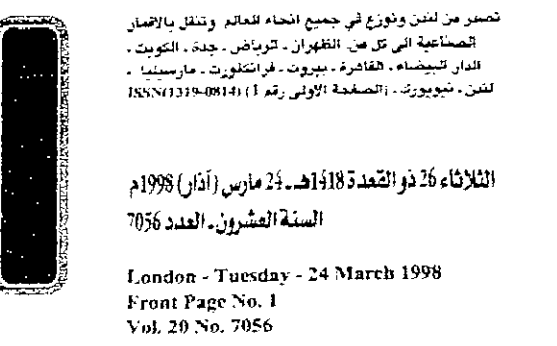 تصدر من لندن وتوزع في جميع انحاء العالم وتنقل بالاقمار
الصناعية الى كل من: الظهران . الرياض . جدة . الكويت .
الدار البيضاء . القاهرة . بيروت . فرانكفورت . مارسيليا .
لندن . نيويورك . (الصفحة الاولى رقم 1) ISSN(1319-0814)
الثلاثاء 26 ذو القعدة 1418هـ ـ 24 مارس (آذار) 1998م
السنة العشرون ـ العدد 7056
London - Tuesday - 24 March 1998
Front Page No. 1
Vol. 20 No. 7056